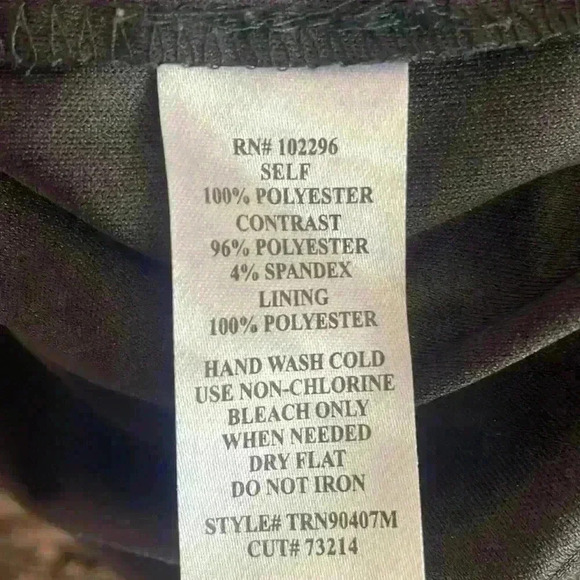 RN# 102296
SELF
100% POLYESTER
CONTRAST
96% POLYESTER
4% SPANDEX
LINING
100% POLYESTER
HAND WASH COLD
USE NON-CHLORINE
BLEACH ONLY
WHEN NEEDED
DRY FLAT
DO NOT IRON
STYLE# TRN90407M
CUT# 73214